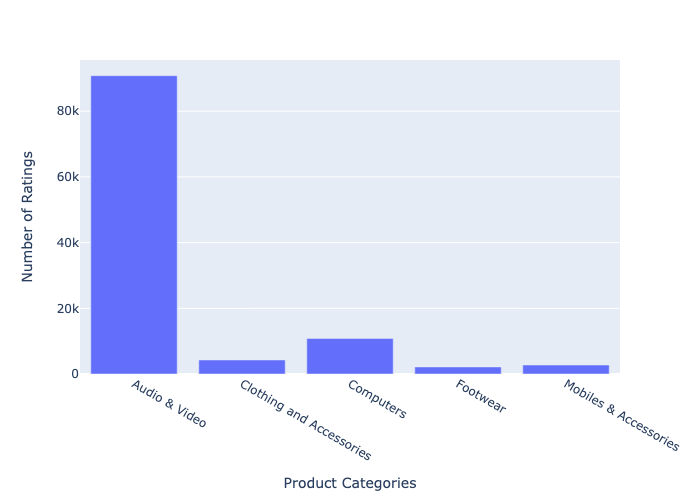 80k
60k
40k
20k
0
Number of Ratings
Audio & Video
Clothing and Accessories
Computers
Footwear
Mobiles & Accessories
Product Categories